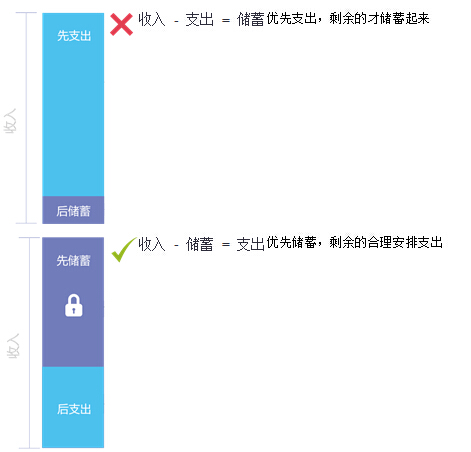 先支出
收入 - 支出 = 储蓄优先支出，剩余的才储蓄起来
收入
后储蓄
收入 - 储蓄 = 支出优先储蓄，剩余的合理安排支出
先储蓄
收入
后支出